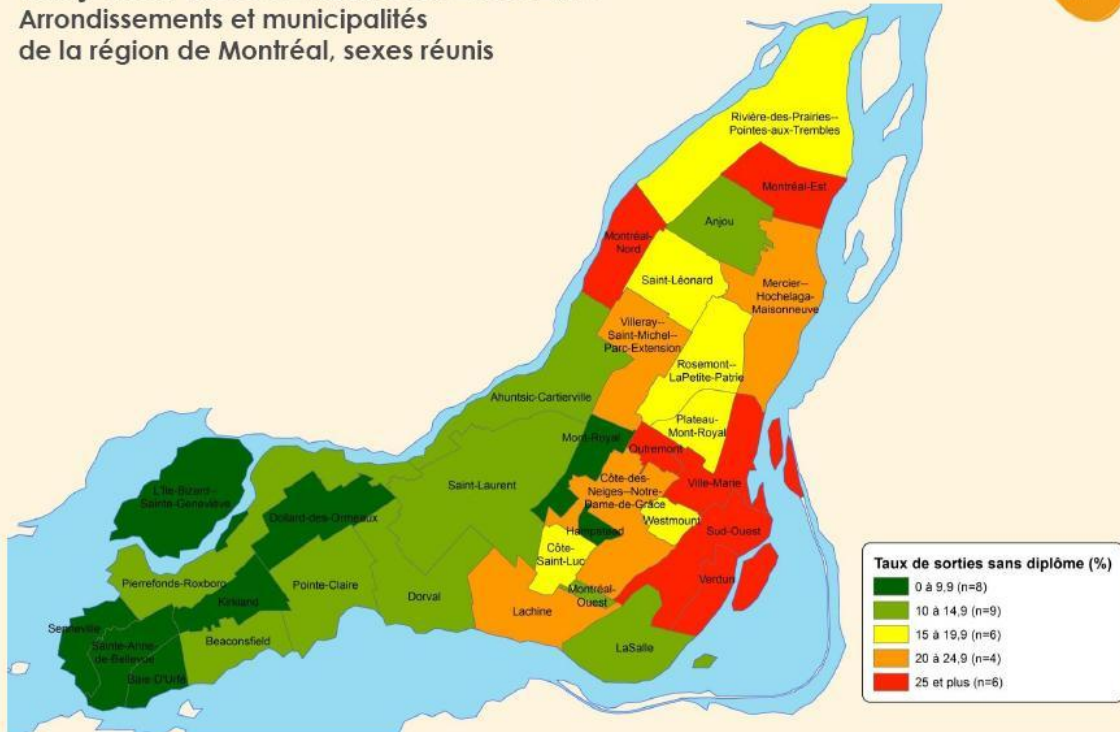 Arrondissements et municipalités
de la région de Montréal, sexes réunis
Rivière-des-Prairies--
Pointes-aux-Trembles
Montréal-Est
Anjou
Montréal-
Nord
Saint-Léonard
Mercier--
Hochelaga-
Maisonneuve
Villeray--
Saint-Michel--
Parc-Extension
Rosemont--
LaPetite-Patrie
Ahuntsic-Cartierville
Plateau-
Mont-Royal
Mont-Royal
Outremont
Ville-Marie
Saint-Laurent
Côte-des-
Neiges--Notre-
Dame-de-Grâce
L'Ile-Bizard--
Sainte-Geneviève
Dollard-des-Ormeaux
Westmount
Sud-Ouest
Hampstead
Côte-
Saint-Luc
Pierrefonds-Roxboro
Pointe-Claire
Dorval
Montréal-
Ouest
Verdun
Kirkland
Lachine
Senneville
Beaconsfield
Sainte-Anne-
de-Bellevue
LaSalle
Baie D'Urfé
Taux de sorties sans diplôme (%)
0 à 9,9 (n=8)
10 à 14,9 (n=9)
15 à 19,9 (n=6)
20 à 24,9 (n=4)
25 et plus (n=6)